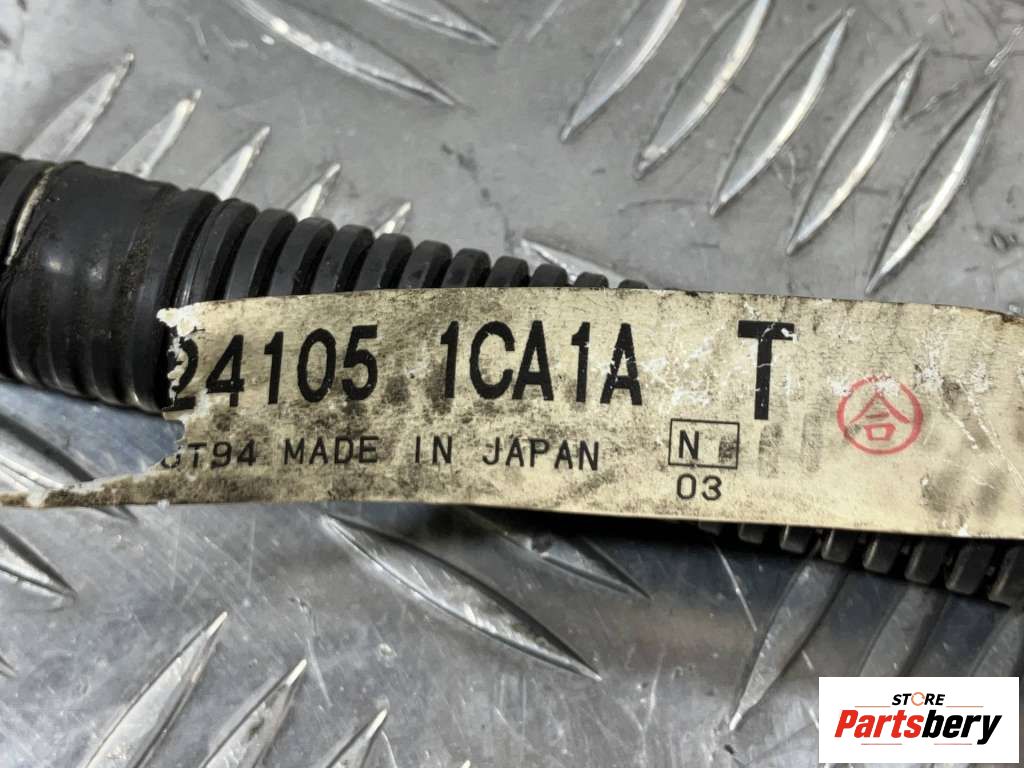 24105 1CA1A T
GT94 MADE IN JAPAN N
03
合
STORE
Partsbery